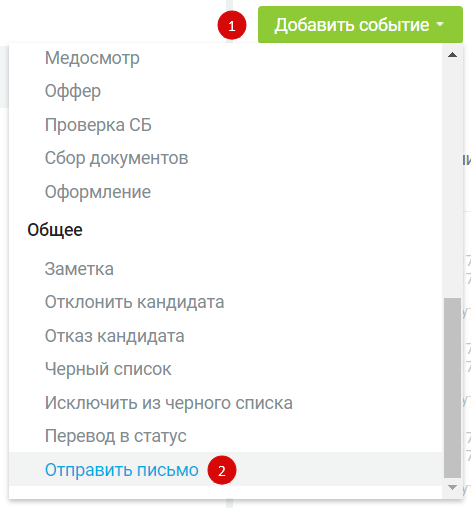 1 Добавить событие
Медосмотр
Оффер
Проверка СБ
Сбор документов
Оформление
Общее
Заметка
Отклонить кандидата
Отказ кандидата
Черный список
Исключить из черного списка
Перевод в статус
Отправить письмо 2